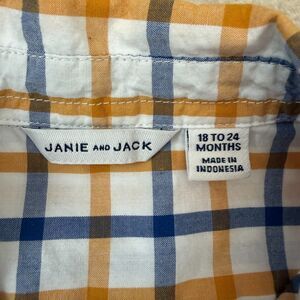 JANIE AND JACK
18 TO 24
MONTHS
MADE IN
INDONESIA